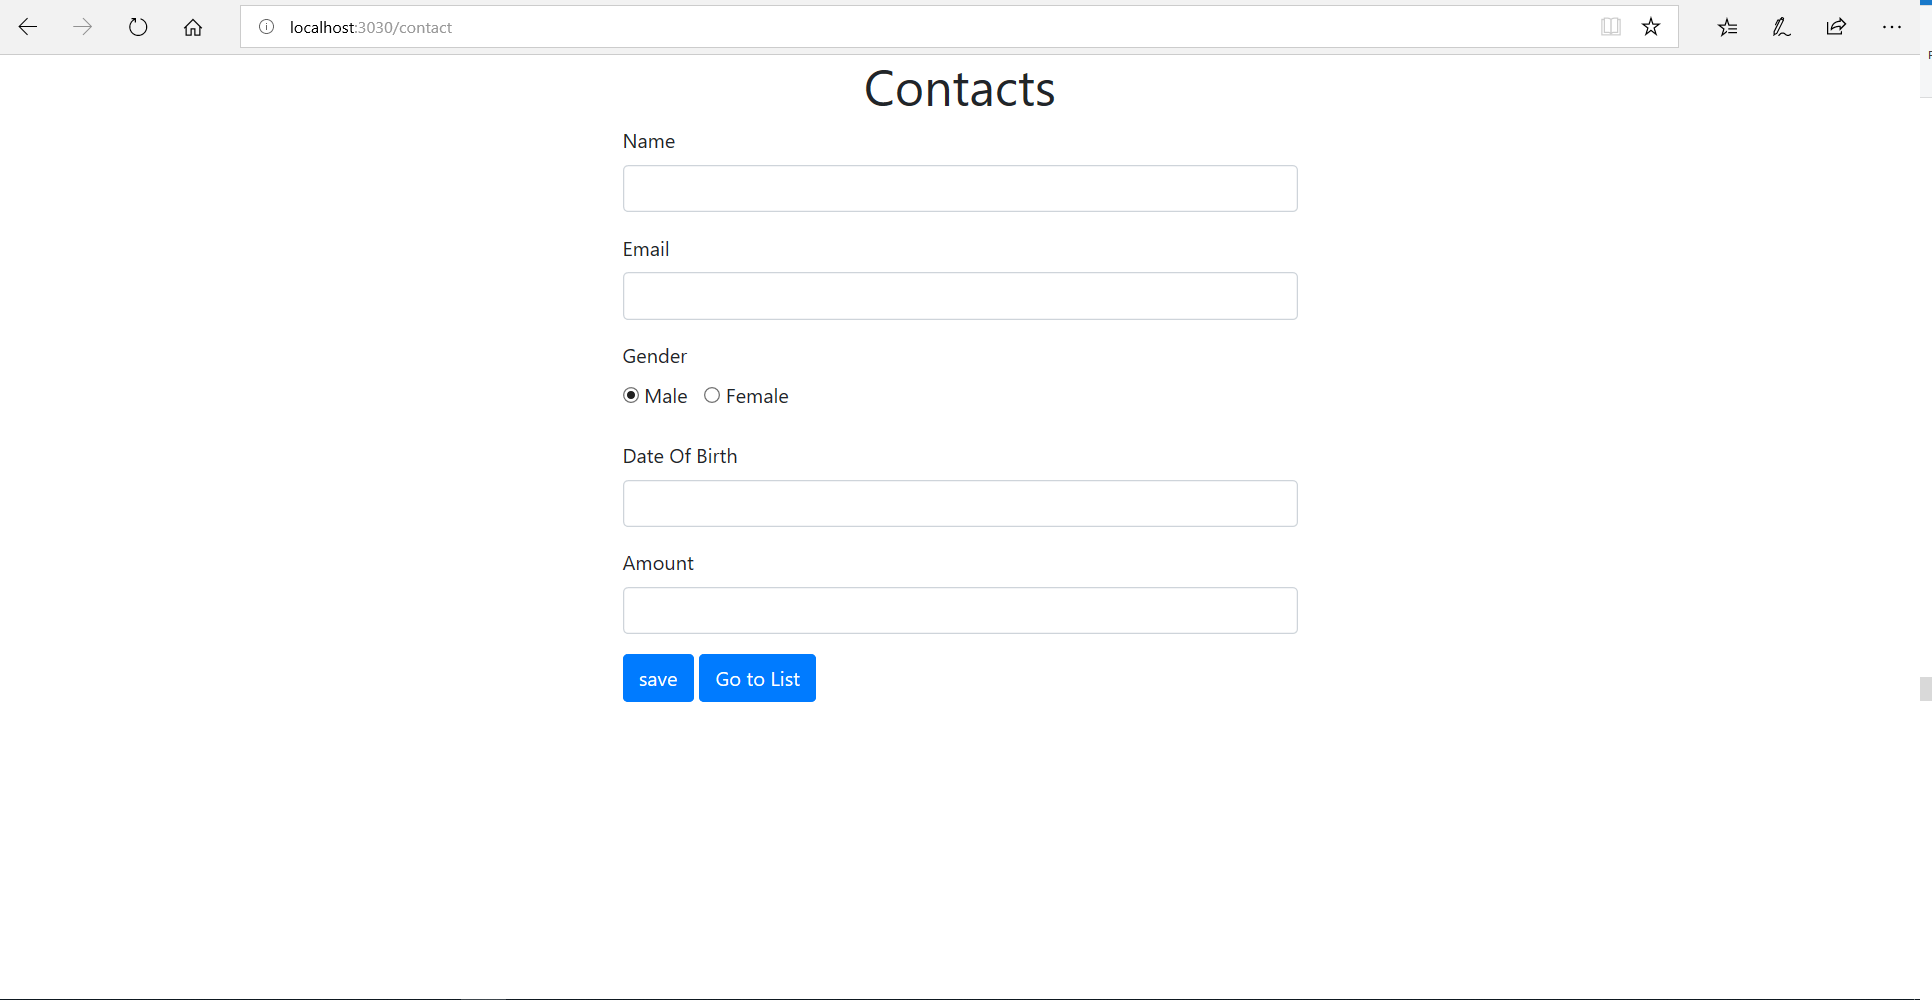 localhost:3030/contact
Contacts
Name
Email
Gender
Male Female
Date Of Birth
Amount
save Go to List